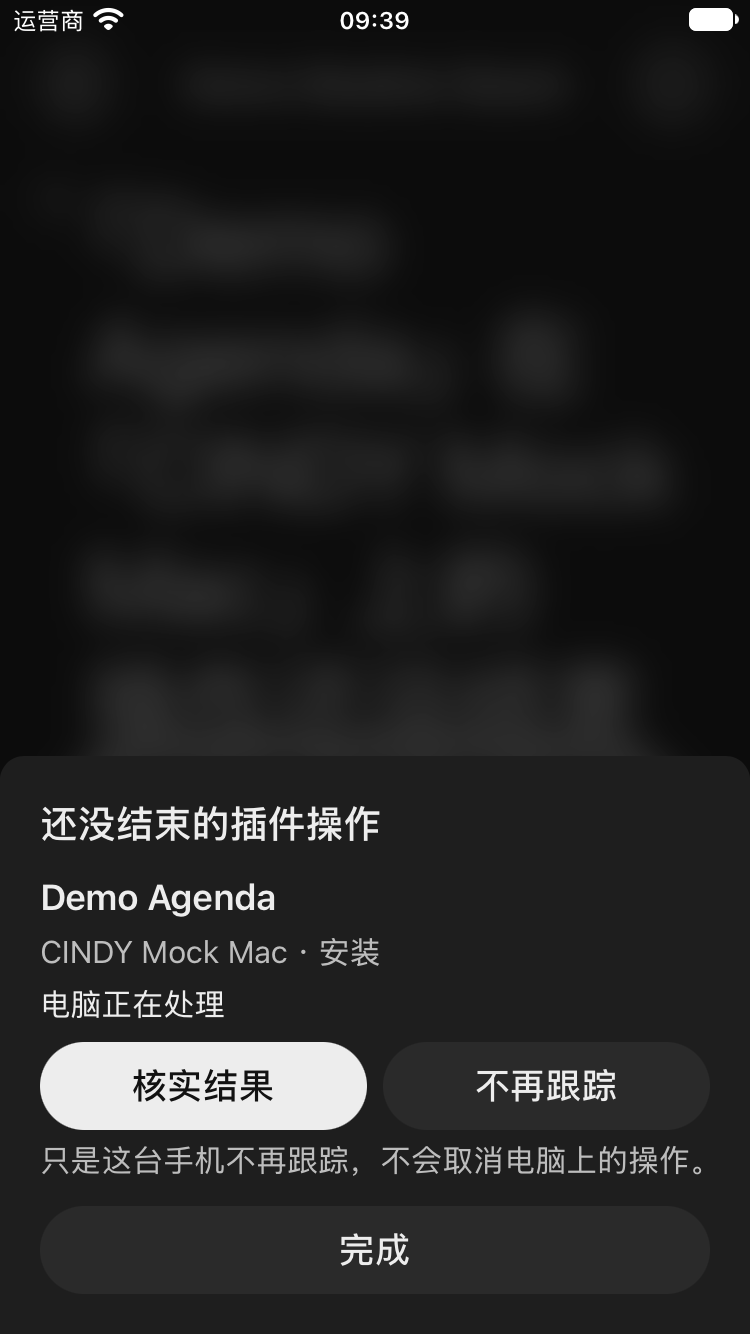 运营商
09:39
还没结束的插件操作
Demo Agenda
CINDY Mock Mac · 安装
电脑正在处理
核实结果
不再跟踪
只是这台手机不再跟踪，不会取消电脑上的操作。
完成